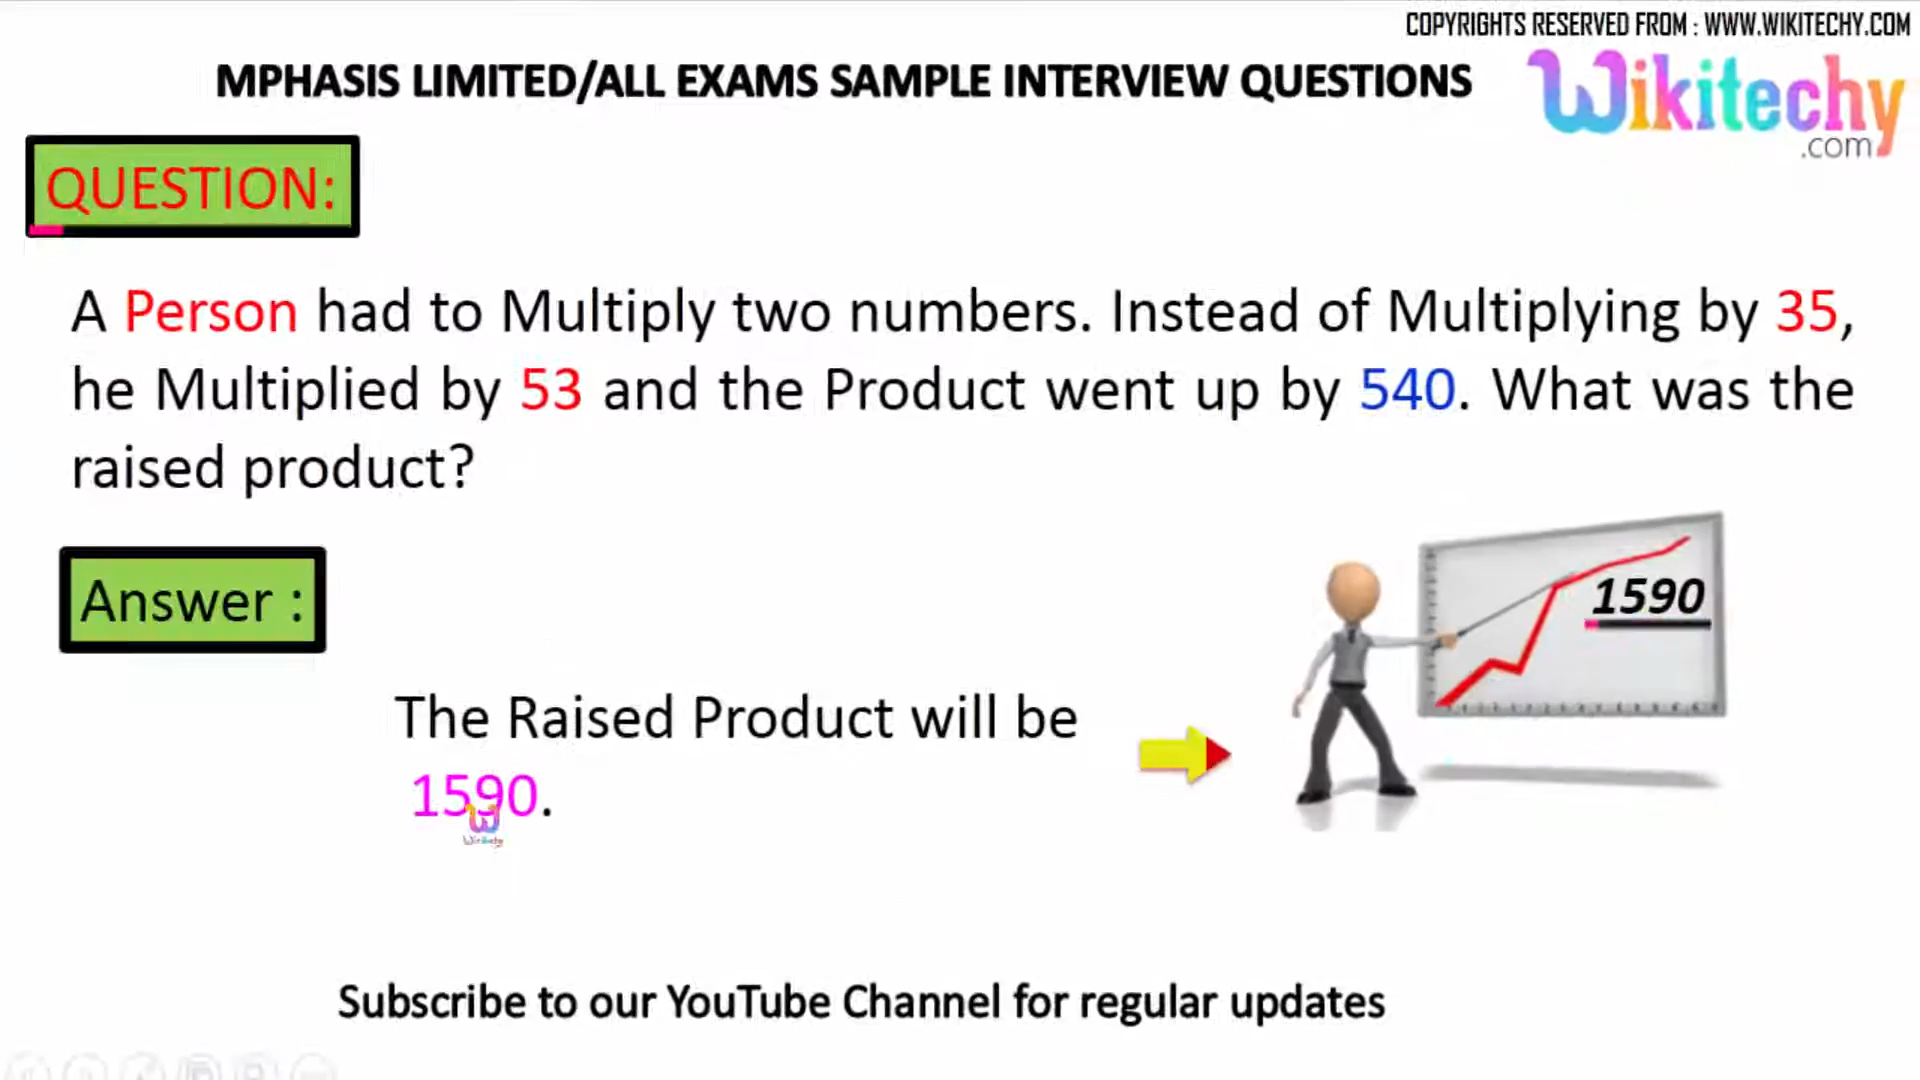 COPYRIGHTS RESERVED FROM : WWW.WIKITECHY.COM
MPHASIS LIMITED/ALL EXAMS SAMPLE INTERVIEW QUESTIONS
Wikitechy
.com
QUESTION:
A Person had to Multiply two numbers. Instead of Multiplying by 35,
he Multiplied by 53 and the Product went up by 540. What was the
raised product?
Answer :
1590
The Raised Product will be
1590.
Wikitechy
Subscribe to our YouTube Channel for regular updates